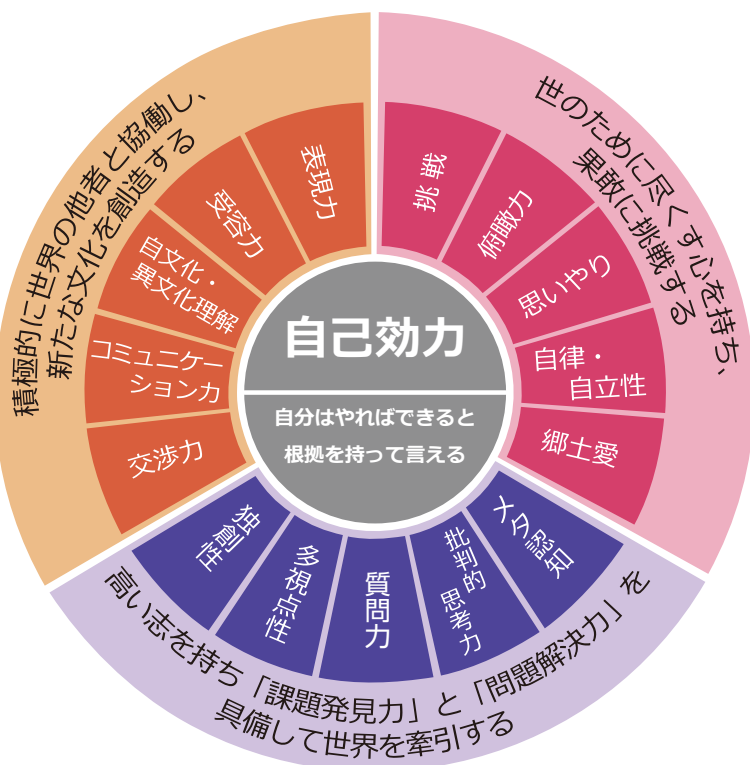 自己効力
自分はやればできると
根拠を持って言える
世のために尽くす心を持ち、
果敢に挑戦する
挑戦
俯瞰力
思いやり
自律・
自立性
郷土愛
高い志を持ち「課題発見力」と「問題解決力」を
具備して世界を牽引する
メタ認知
批判的
思考力
質問力
多視点性
独創性
積極的に世界の他者と協働し、
新たな文化を創造する
交渉力
コミュニケー
ション力
自文化・
異文化理解
受容力
表現力